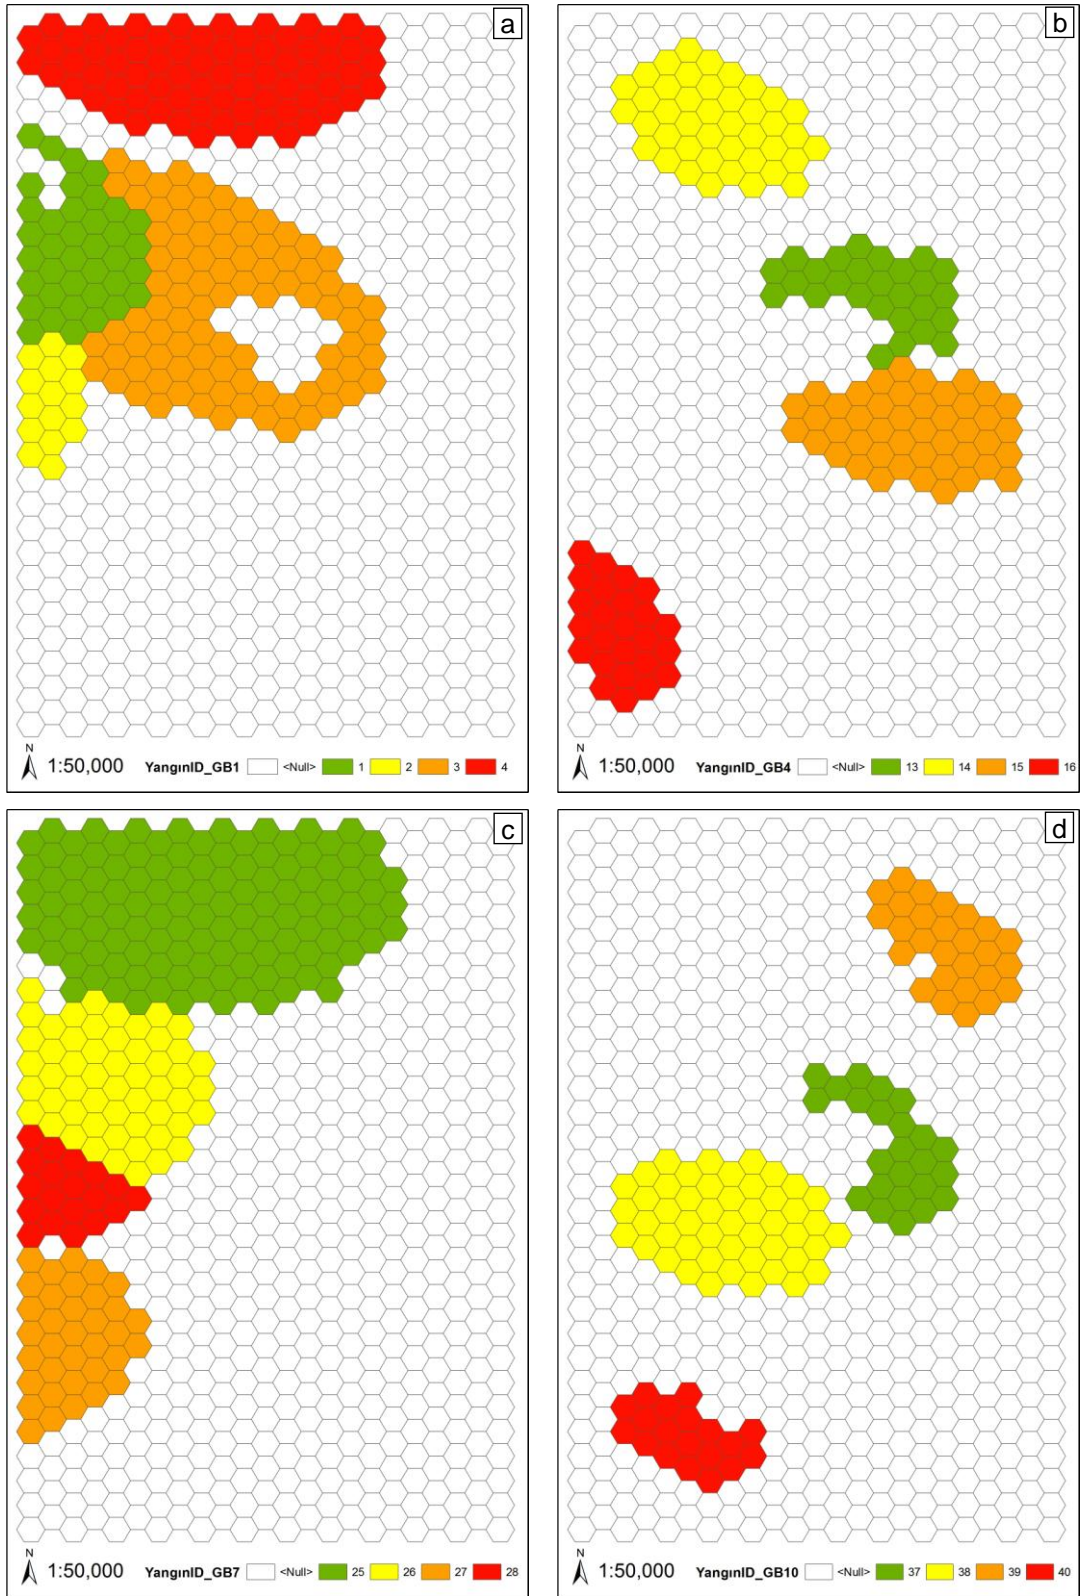 a
N
1:50,000 YangınID_GB1 <Null> 1 2 3 4
b
N
1:50,000 YangınID_GB4 <Null> 13 14 15 16
c
N
1:50,000 YangınID_GB7 <Null> 25 26 27 28
d
N
1:50,000 YangınID_GB10 <Null> 37 38 39 40